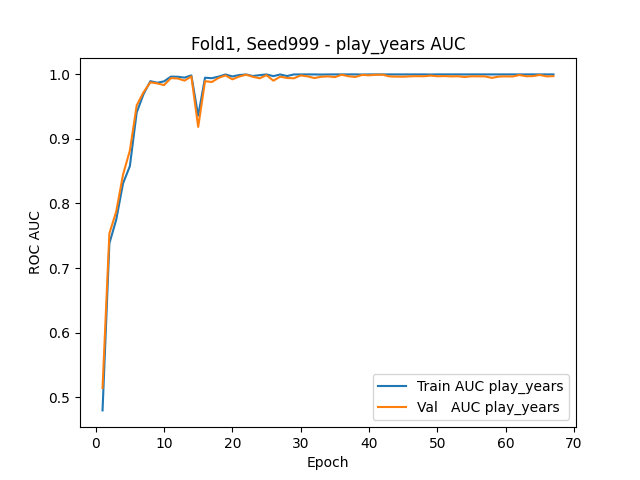 Fold1, Seed999 - play_years AUC
1.0
0.9
0.8
0.7
0.6
0.5
ROC AUC
0 10 20 30 40 50 60 70
Epoch
Train AUC play_years
Val   AUC play_years